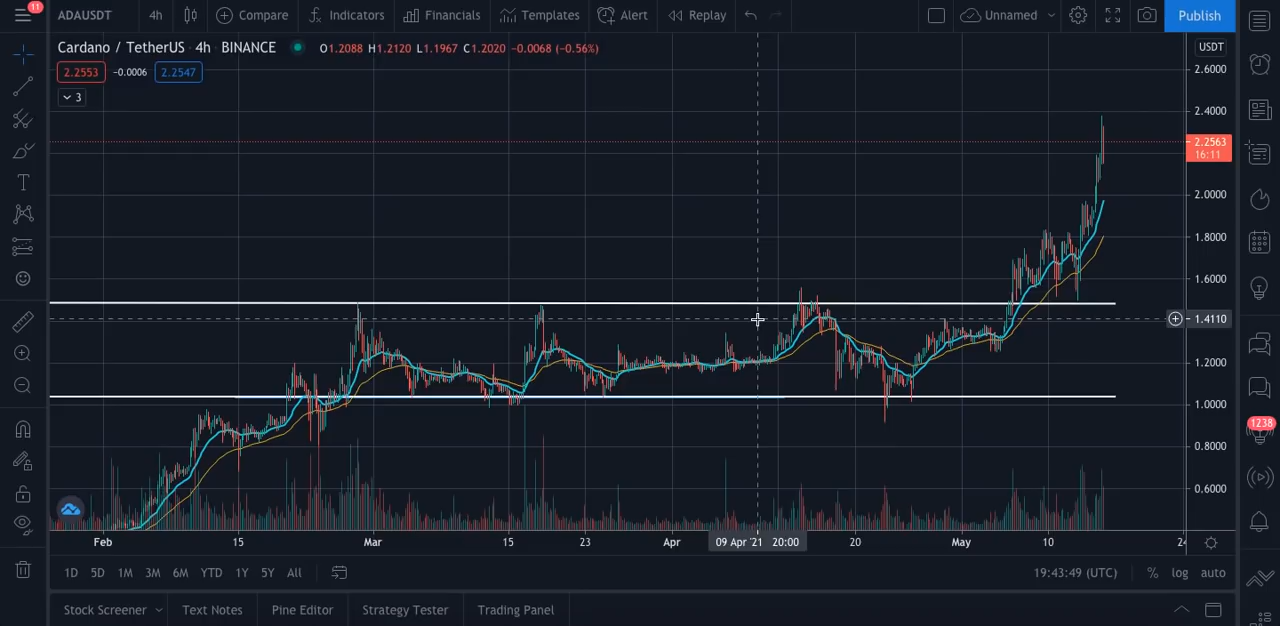 11
ADAUSDT 4h Compare Indicators Financials Templates Alert Replay Unnamed Publish
Cardano / TetherUS · 4h · BINANCE O1.2088 H1.2120 L1.1967 C1.2020 -0.0068 (-0.56%)
USDT
2.2553 -0.0006 2.2547
3
2.6000
2.4000
2.2563
16:11
2.0000
1.8000
1.6000
1.4110
1.2000
1.0000
0.8000
0.6000
1238
Feb 15 Mar 15 23 Apr 09 Apr '21 20:00 20 May 10 24
1D 5D 1M 3M 6M YTD 1Y 5Y All 19:43:49 (UTC) % log auto
Stock Screener Text Notes Pine Editor Strategy Tester Trading Panel